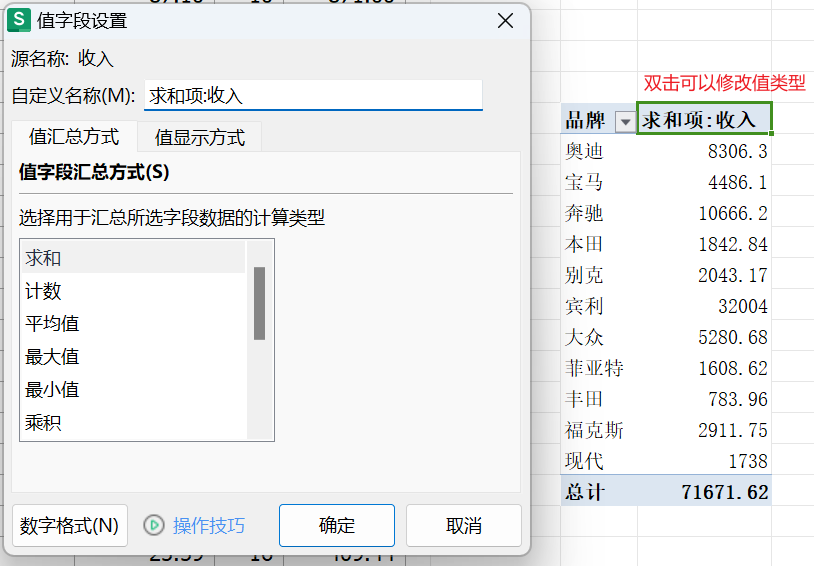 S 值字段设置
源名称: 收入
自定义名称(M): 求和项:收入
值汇总方式 值显示方式
值字段汇总方式(S)
选择用于汇总所选字段数据的计算类型
求和
计数
平均值
最大值
最小值
乘积
数字格式(N) 操作技巧 确定 取消
双击可以修改值类型
品牌 求和项:收入
奥迪 8306.3
宝马 4486.1
奔驰 10666.2
本田 1842.84
别克 2043.17
宾利 32004
大众 5280.68
菲亚特 1608.62
丰田 783.96
福克斯 2911.75
现代 1738
总计 71671.62